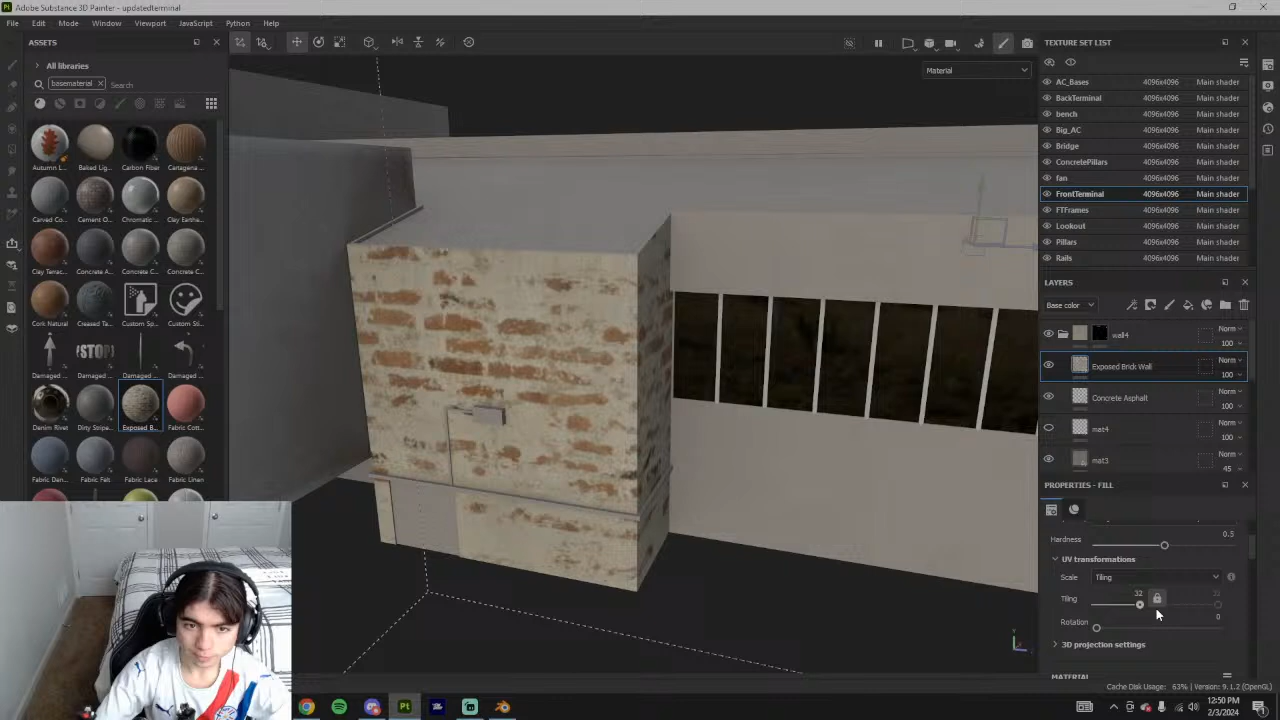 Adobe Substance 3D Painter - updatedterminal
File Edit Mode Window Viewport JavaScript Python Help
ASSETS
All libraries
basematerial Search
Autumn L... Baked Lig... Carbon Fiber Cartagena ...
Carved Co... Cement O... Chromatic ... Clay Earthe...
Clay Terrac... Concrete A... Concrete C... Concrete C...
Cork Natural Creased Ta... Custom Sp... Custom Sti...
STOP!
Damaged ... Damaged ... Damaged ... Damaged ...
Denim Rivet Dirty Stripe... Exposed B... Fabric Cott...
Fabric Dan... Fabric Felt Fabric Lace Fabric Linen
Material
TEXTURE SET LIST
AC_Bases 4096x4096 Main shader
BackTerminal 4096x4096 Main shader
bench 4096x4096 Main shader
Big_AC 4096x4096 Main shader
Bridge 4096x4096 Main shader
ConcretePillars 4096x4096 Main shader
fan 4096x4096 Main shader
FrontTerminal 4096x4096 Main shader
FTFrames 4096x4096 Main shader
Lookout 4096x4096 Main shader
Pillars 4096x4096 Main shader
Rails 4096x4096 Main shader
LAYERS
Base color
wall4 Norm 100
Exposed Brick Wall Norm 100
Concrete Asphalt Norm 100
mat4 Norm 100
mat3 Norm 45
PROPERTIES - FILL
Hardness 0.5
UV transformations
Scale Tiling
Tiling 32 32
Rotation 0
3D projection settings
MATERIAL
Cache Disk Usage: 63% | Version: 9.1.2 (OpenGL)
12:50 PM
2/3/2024